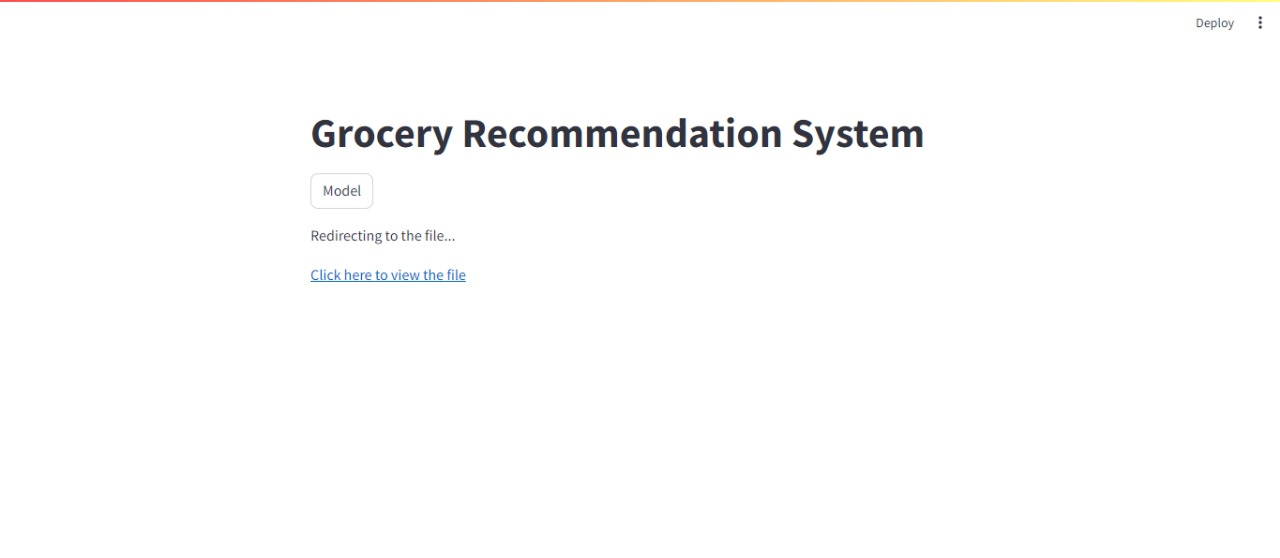 Deploy
Grocery Recommendation System
Model
Redirecting to the file...
Click here to view the file